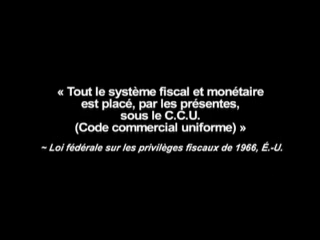 « Tout le système fiscal et monétaire
est placé, par les présentes,
sous le C.C.U.
(Code commercial uniforme) »
~ Loi fédérale sur les privilèges fiscaux de 1966, É.-U.